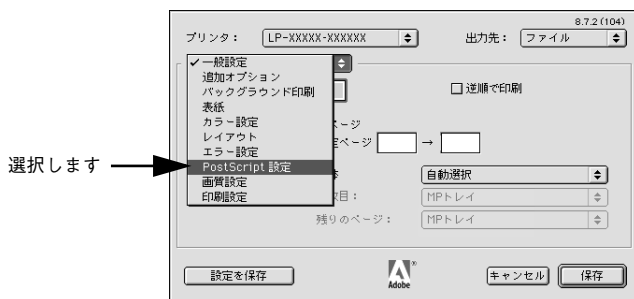 8.7.2 (104)
プリンタ： LP-XXXXX-XXXXXX 出力先： ファイル
一般設定
追加オプション
バックグラウンド印刷
表紙
カラー設定
レイアウト
エラー設定
PostScript 設定
画質設定
印刷設定
逆順で印刷
ページ
ページ →
選択します
自動選択
枚目： MPトレイ
残りのページ： MPトレイ
設定を保存 Adobe キャンセル 保存